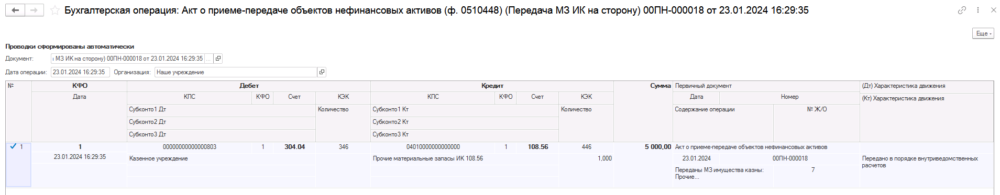 Бухгалтерская операция: Акт о приеме-передаче объектов нефинансовых активов (ф. 0510448) (Передача МЗ ИК на сторону) 00ПН-000018 от 23.01.2024 16:29:35
Еще
Проводки сформированы автоматически
Документ: МЗ ИК на сторону) 00ПН-000018 от 23.01.2024 16:29:35 ...
Дата операции: 23.01.2024 16:29:35 Организация: Наше учреждение
№ КФО Дебет Кредит Сумма Первичный документ (Дт) Характеристика движения
Дата КПС КФО Счет КЭК КПС КФО Счет КЭК Дата Номер (Кт) Характеристика движения
Субконто1 Дт Количество Субконто1 Кт Количество Содержание операции № Ж/О
Субконто2 Дт Субконто2 Кт
Субконто3 Дт Субконто3 Кт
1 1 00000000000000803 1 304.04 346 04010000000000000 1 108.56 446 5 000,00 Акт о приеме-передаче объектов нефинансовых активов
23.01.2024 16:29:35 Казенное учреждение Прочие материальные запасы ИК 108.56 1,000 23.01.2024 00ПН-000018 Передано в порядке внутриведомственных
расчетов
Переданы МЗ имущества казны: 7
Прочие...